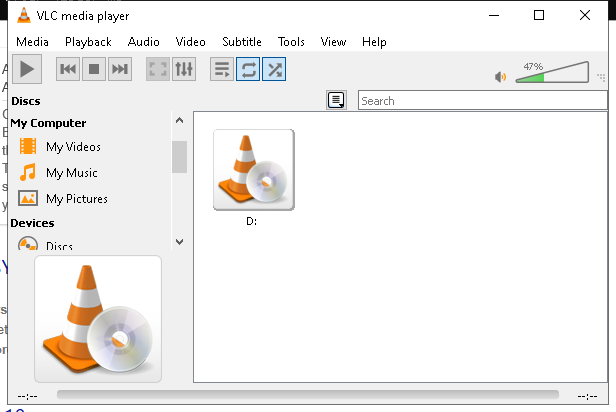 VLC media player
Media Playback Audio Video Subtitle Tools View Help
47%
Discs
Search
My Computer
My Videos
My Music
My Pictures
Devices
Discs
D:
--:-- --:--